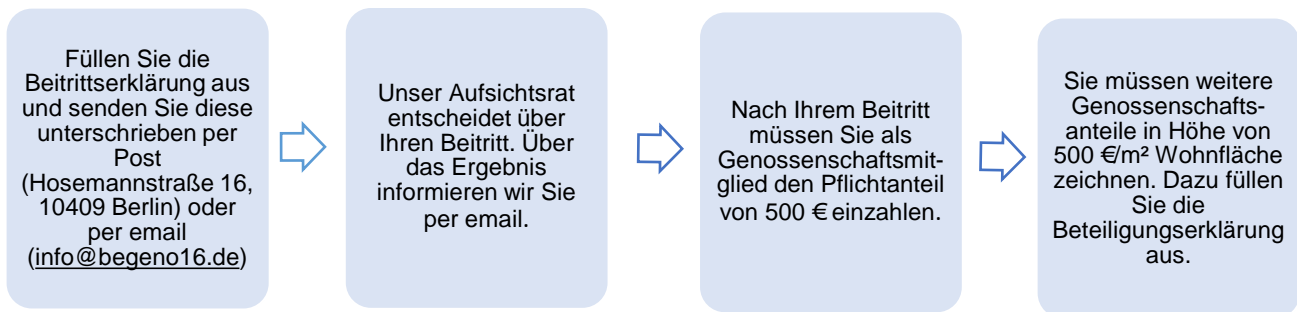 Füllen Sie die
Beitrittserklärung aus
und senden Sie diese
unterschrieben per
Post
(Hosemannstraße 16,
10409 Berlin) oder
per email
(info@begeno16.de)
Unser Aufsichtsrat
entscheidet über
Ihren Beitritt. Über
das Ergebnis
informieren wir Sie
per email.
Nach Ihrem Beitritt
müssen Sie als
Genossenschaftsmit-
glied den Pflichtanteil
von 500 € einzahlen.
Sie müssen weitere
Genossenschafts-
anteile in Höhe von
500 €/m² Wohnfläche
zeichnen. Dazu füllen
Sie die
Beteiligungserklärung
aus.